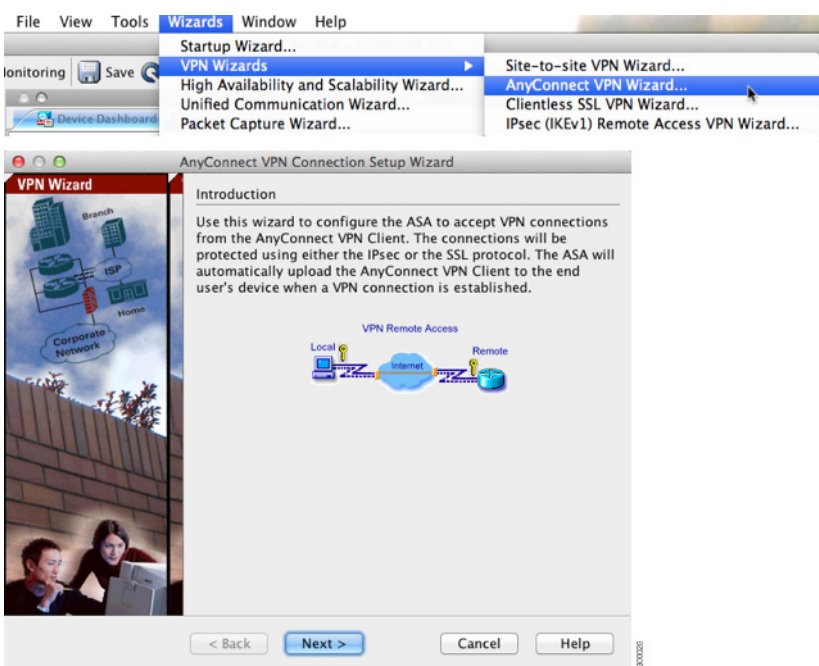 File View Tools Wizards Window Help
Startup Wizard...
VPN Wizards
High Availability and Scalability Wizard...
Unified Communication Wizard...
Packet Capture Wizard...
Site-to-site VPN Wizard...
AnyConnect VPN Wizard...
Clientless SSL VPN Wizard...
IPsec (IKEv1) Remote Access VPN Wizard...
onitoring Save
Device Dashboard
AnyConnect VPN Connection Setup Wizard
VPN Wizard
Branch
ISP
Home
Corporate
Network
Introduction
Use this wizard to configure the ASA to accept VPN connections
from the AnyConnect VPN Client. The connections will be
protected using either the IPsec or the SSL protocol. The ASA will
automatically upload the AnyConnect VPN Client to the end
user's device when a VPN connection is established.
VPN Remote Access
Local
Internet
Remote
< Back Next > Cancel Help
300020